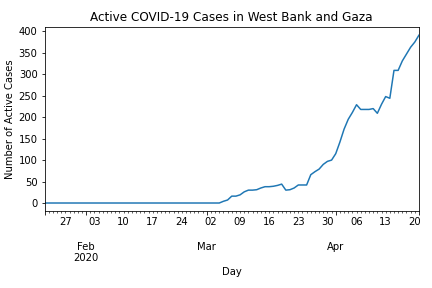 Active COVID-19 Cases in West Bank and Gaza
400
350
300
250
200
150
100
50
0
Number of Active Cases
27 03 10 17 24 02 09 16 23 30 06 13 20
Feb Mar Apr
2020
Day